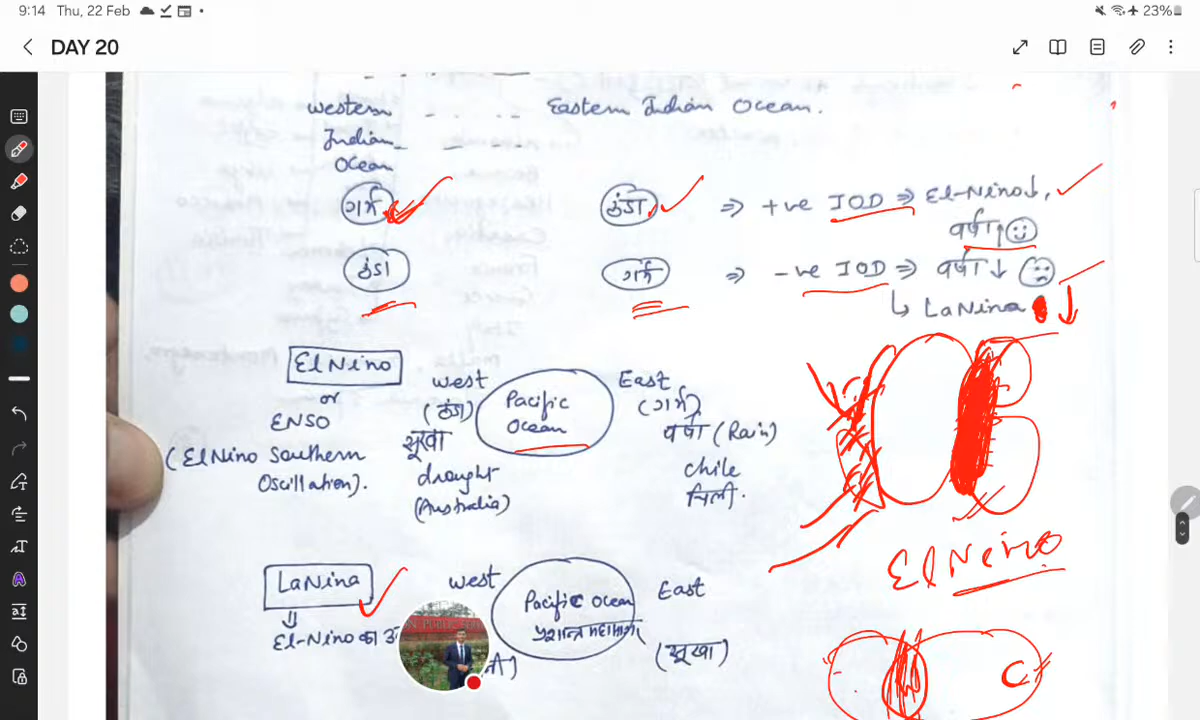 9:14 Thu, 22 Feb
23%
DAY 20
western
Indian
Ocean
Eastern Indian Ocean.
गर्म
ठंडा, ⇒ +ve IOD ⇒ El-Nino↓,
वर्षा↑
ठंडा
गर्म ⇒ -ve IOD ⇒ वर्षा↓
↳ LaNina ↓
El Nino
or
ENSO
(El Nino Southern
Oscillation).
west
(ठंडा)
सूखा
drought
(Australia)
Pacific
Ocean
East
(गर्म)
वर्षा (Rain)
Chile
चिली.
El Nino
LaNina
⇓
El-Nino का
west
Pacific Ocean
प्रशान्त महासागर
East
(सूखा)